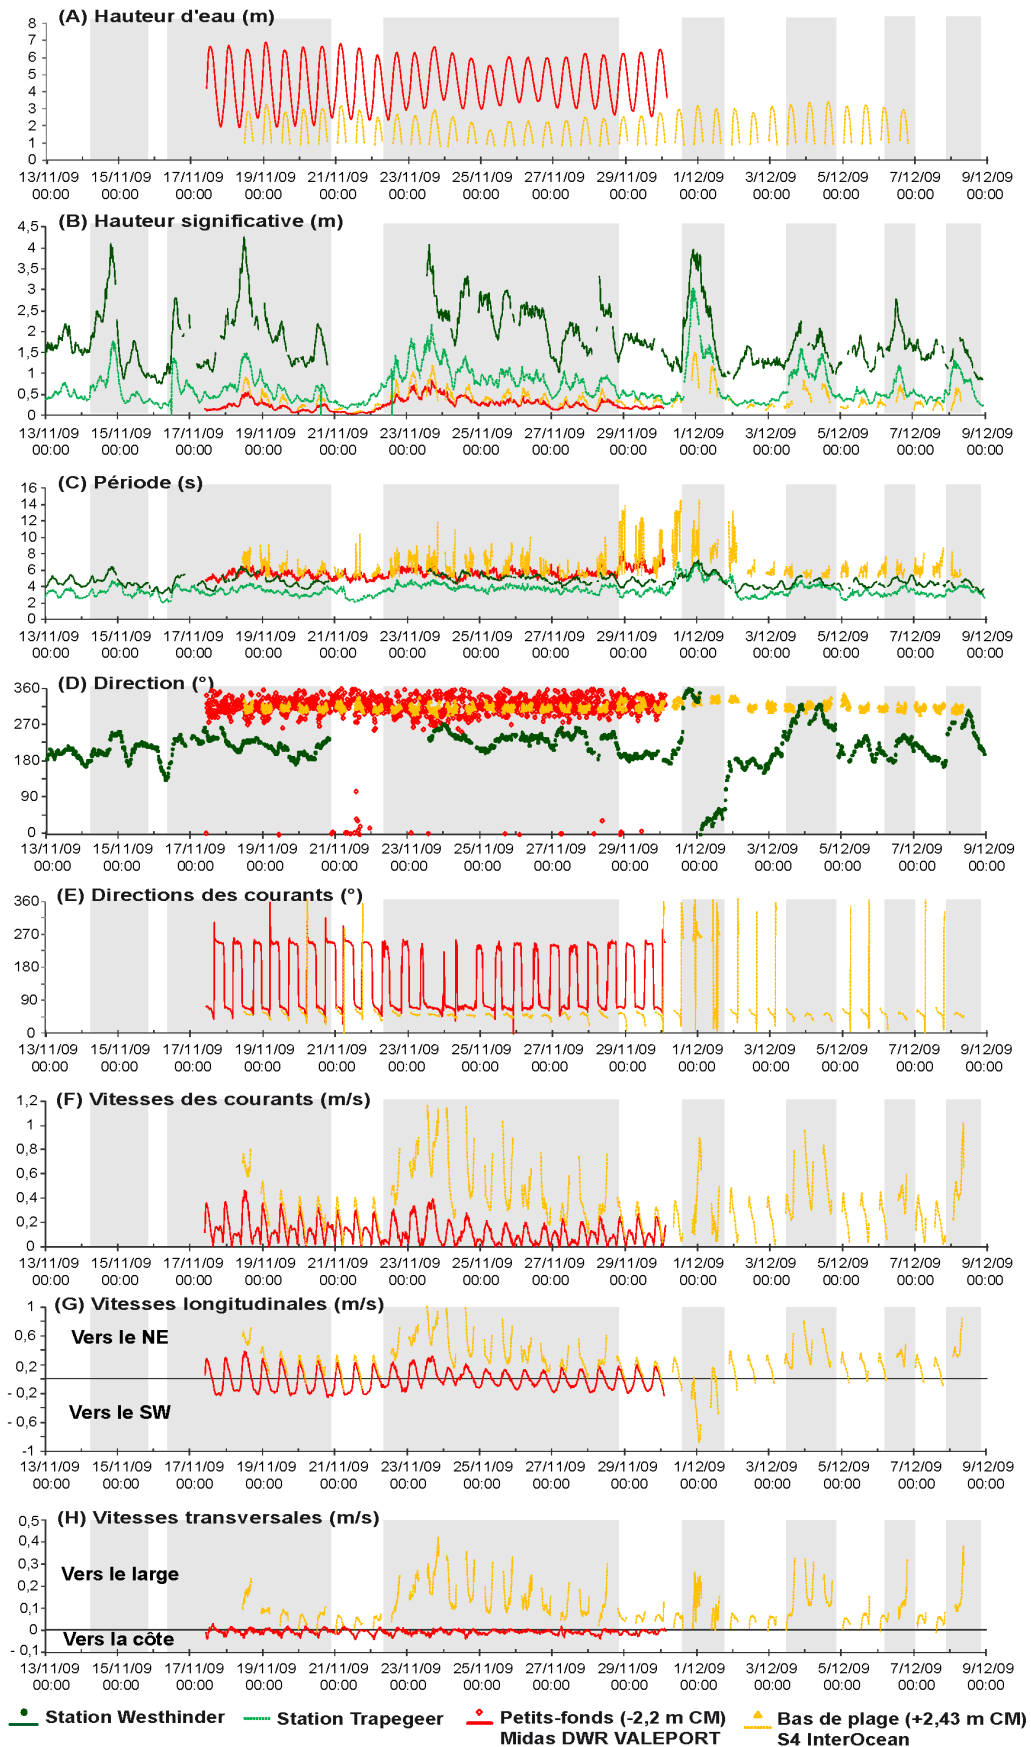 (A) Hauteur d'eau (m)
8
7
6
5
4
3
2
1
0
13/11/09 15/11/09 17/11/09 19/11/09 21/11/09 23/11/09 25/11/09 27/11/09 29/11/09 1/12/09 3/12/09 5/12/09 7/12/09 9/12/09
00:00 00:00 00:00 00:00 00:00 00:00 00:00 00:00 00:00 00:00 00:00 00:00 00:00 00:00
(B) Hauteur significative (m)
4,5
4
3,5
3
2,5
2
1,5
1
0,5
0
13/11/09 15/11/09 17/11/09 19/11/09 21/11/09 23/11/09 25/11/09 27/11/09 29/11/09 1/12/09 3/12/09 5/12/09 7/12/09 9/12/09
00:00 00:00 00:00 00:00 00:00 00:00 00:00 00:00 00:00 00:00 00:00 00:00 00:00 00:00
(C) Période (s)
16
14
12
10
8
6
4
2
0
13/11/09 15/11/09 17/11/09 19/11/09 21/11/09 23/11/09 25/11/09 27/11/09 29/11/09 1/12/09 3/12/09 5/12/09 7/12/09 9/12/09
00:00 00:00 00:00 00:00 00:00 00:00 00:00 00:00 00:00 00:00 00:00 00:00 00:00 00:00
(D) Direction (°)
360
270
180
90
0
13/11/09 15/11/09 17/11/09 19/11/09 21/11/09 23/11/09 25/11/09 27/11/09 29/11/09 1/12/09 3/12/09 5/12/09 7/12/09 9/12/09
00:00 00:00 00:00 00:00 00:00 00:00 00:00 00:00 00:00 00:00 00:00 00:00 00:00 00:00
(E) Directions des courants (°)
360
270
180
90
0
13/11/09 15/11/09 17/11/09 19/11/09 21/11/09 23/11/09 25/11/09 27/11/09 29/11/09 1/12/09 3/12/09 5/12/09 7/12/09 9/12/09
00:00 00:00 00:00 00:00 00:00 00:00 00:00 00:00 00:00 00:00 00:00 00:00 00:00 00:00
(F) Vitesses des courants (m/s)
1,2
1
0,8
0,6
0,4
0,2
0
13/11/09 15/11/09 17/11/09 19/11/09 21/11/09 23/11/09 25/11/09 27/11/09 29/11/09 1/12/09 3/12/09 5/12/09 7/12/09 9/12/09
00:00 00:00 00:00 00:00 00:00 00:00 00:00 00:00 00:00 00:00 00:00 00:00 00:00 00:00
(G) Vitesses longitudinales (m/s)
1
Vers le NE
0,6
0,2
- 0,2
Vers le SW
- 0,6
-1
13/11/09 15/11/09 17/11/09 19/11/09 21/11/09 23/11/09 25/11/09 27/11/09 29/11/09 1/12/09 3/12/09 5/12/09 7/12/09 9/12/09
00:00 00:00 00:00 00:00 00:00 00:00 00:00 00:00 00:00 00:00 00:00 00:00 00:00 00:00
(H) Vitesses transversales (m/s)
0,5
0,4
0,3
Vers le large
0,2
0,1
0
Vers la côte
- 0,1
13/11/09 15/11/09 17/11/09 19/11/09 21/11/09 23/11/09 25/11/09 27/11/09 29/11/09 1/12/09 3/12/09 5/12/09 7/12/09 9/12/09
00:00 00:00 00:00 00:00 00:00 00:00 00:00 00:00 00:00 00:00 00:00 00:00 00:00 00:00
Station Westhinder
Station Trapegeer
Petits-fonds (-2,2 m CM)
Midas DWR VALEPORT
Bas de plage (+2,43 m CM)
S4 InterOcean